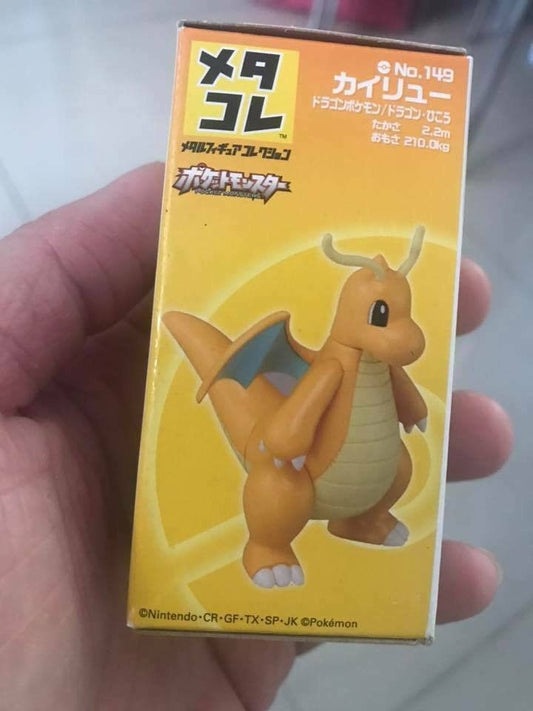 メタ
コレ™
メタルフィギュアコレクション
ポケットモンスター
No.149
カイリュー
ドラゴンポケモン/ドラゴン・ひこう
たかさ 2.2m
おもさ 210.0kg
©Nintendo・CR・GF・TX・SP・JK ©Pokémon